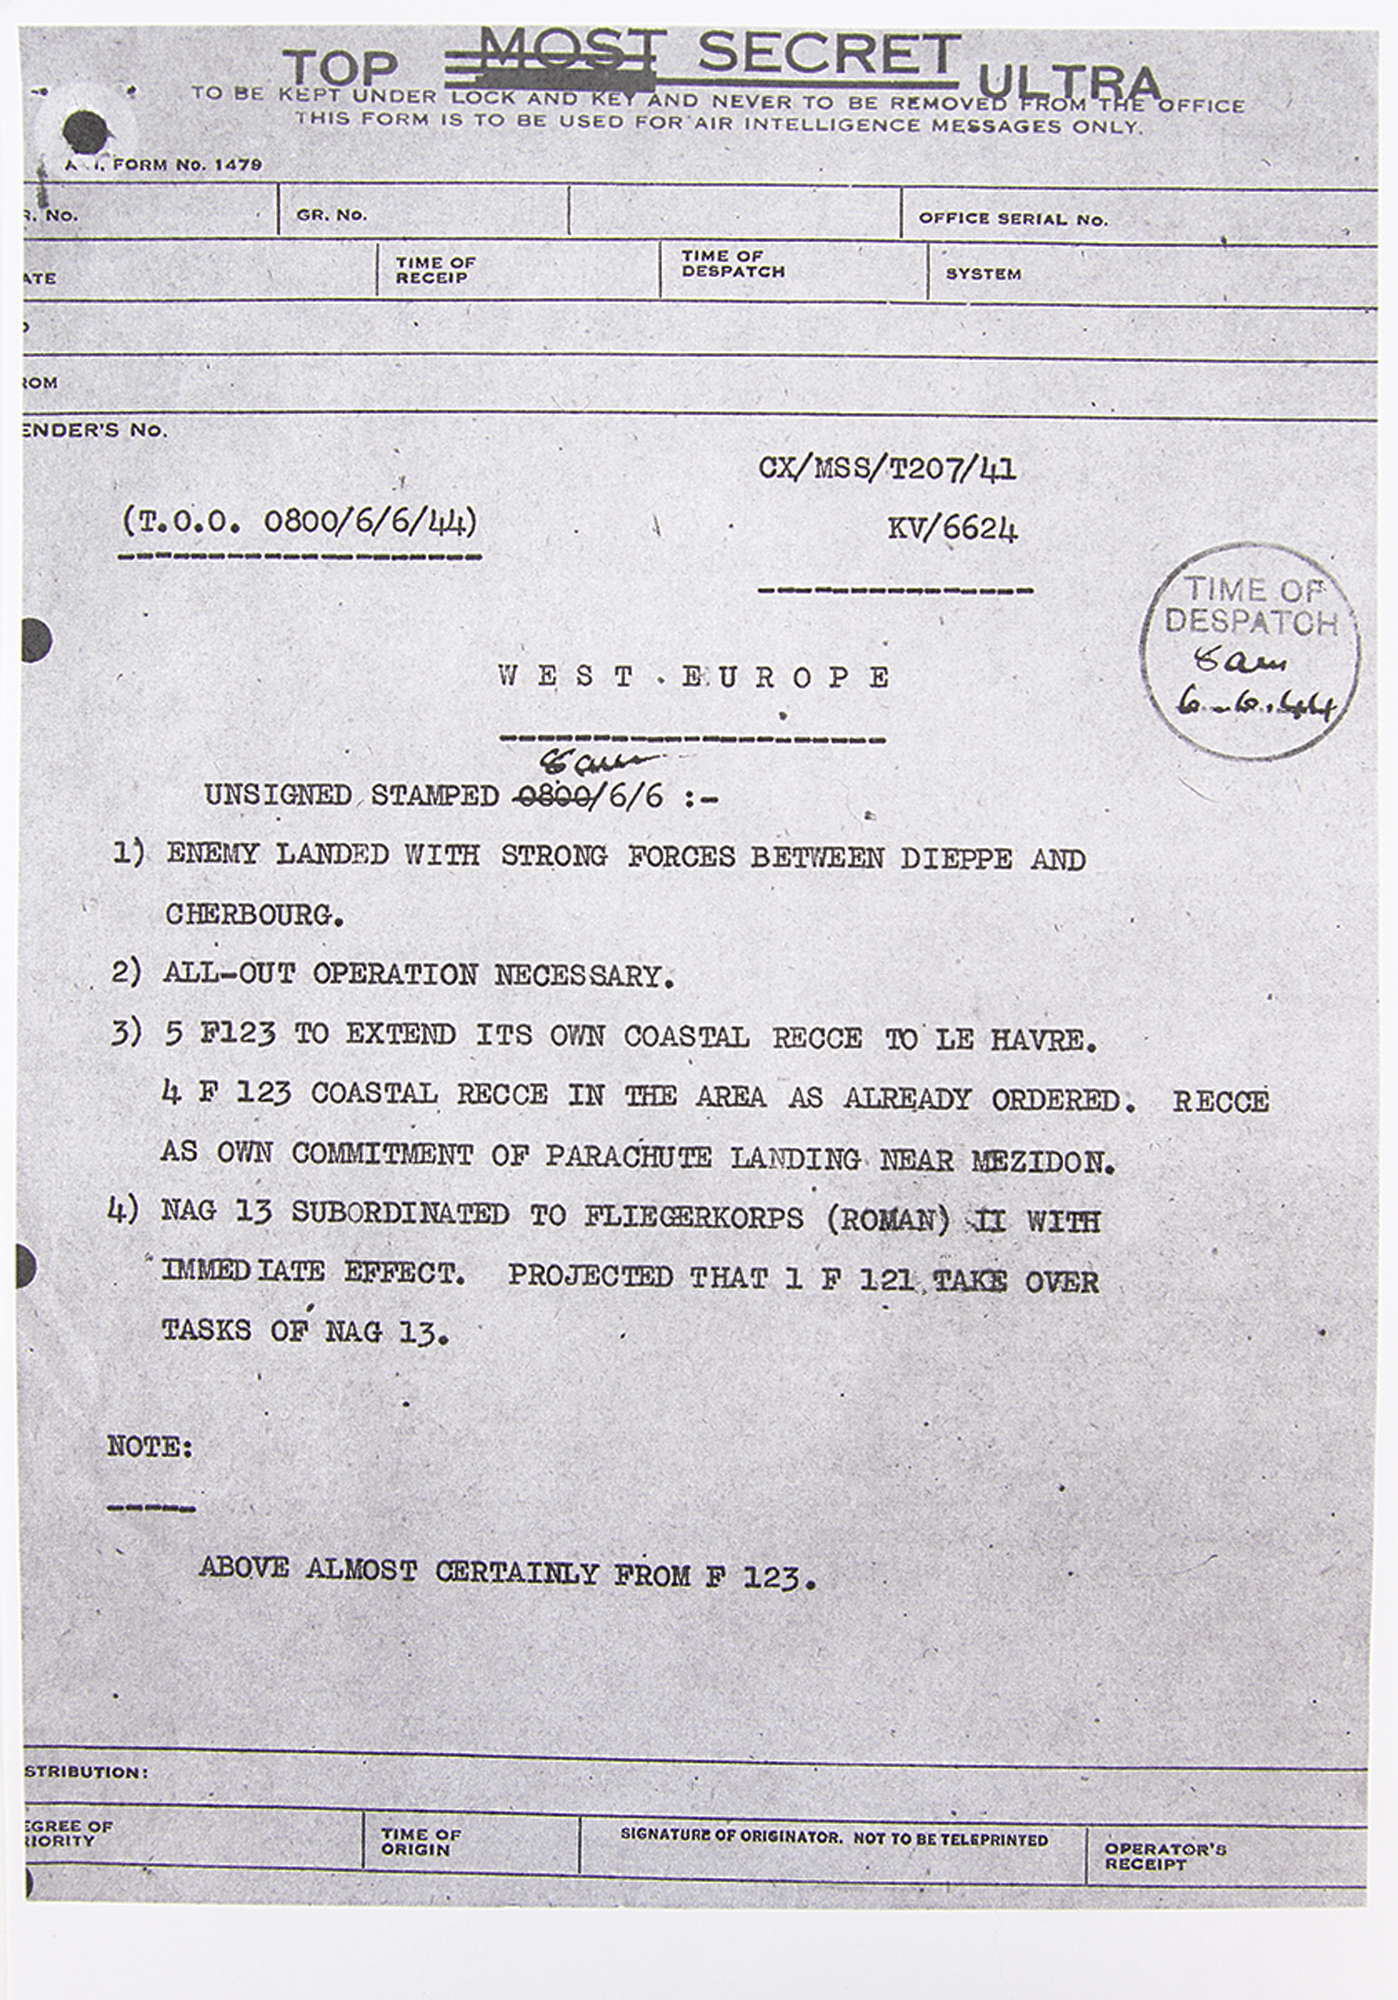 TOP MOST SECRET ULTRA
TO BE KEPT UNDER LOCK AND KEY AND NEVER TO BE REMOVED FROM THE OFFICE
THIS FORM IS TO BE USED FOR AIR INTELLIGENCE MESSAGES ONLY.
FORM No. 1479
R. No. GR. No. OFFICE SERIAL No.
ATE TIME OF RECEIP TIME OF DESPATCH SYSTEM
O
ROM
ENDER'S No.
CX/MSS/T207/41
(T.O.O. 0800/6/6/44)
KV/6624
TIME OF
DESPATCH
8am
6.6.44
WEST EUROPE
8am
UNSIGNED STAMPED 0800/6/6 :-
1) ENEMY LANDED WITH STRONG FORCES BETWEEN DIEPPE AND
CHERBOURG.
2) ALL-OUT OPERATION NECESSARY.
3) 5 F123 TO EXTEND ITS OWN COASTAL RECCE TO LE HAVRE.
4 F 123 COASTAL RECCE IN THE AREA AS ALREADY ORDERED. RECCE
AS OWN COMMITMENT OF PARACHUTE LANDING NEAR MEZIDON.
4) NAG 13 SUBORDINATED TO FLIEGERKORPS (ROMAN) II WITH
IMMEDIATE EFFECT. PROJECTED THAT 1 F 121 TAKE OVER
TASKS OF NAG 13.
NOTE:
ABOVE ALMOST CERTAINLY FROM F 123.
STRIBUTION:
EGREE OF
RIORITY
TIME OF
ORIGIN
SIGNATURE OF ORIGINATOR. NOT TO BE TELEPRINTED
OPERATOR'S
RECEIPT